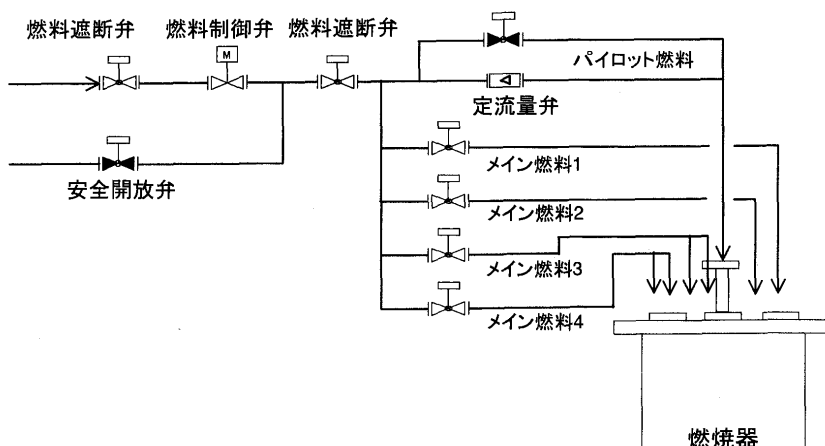 燃料遮断弁 燃料制御弁 燃料遮断弁
M
パイロット燃料
定流量弁
メイン燃料1
安全開放弁
メイン燃料2
メイン燃料3
メイン燃料4
燃焼器